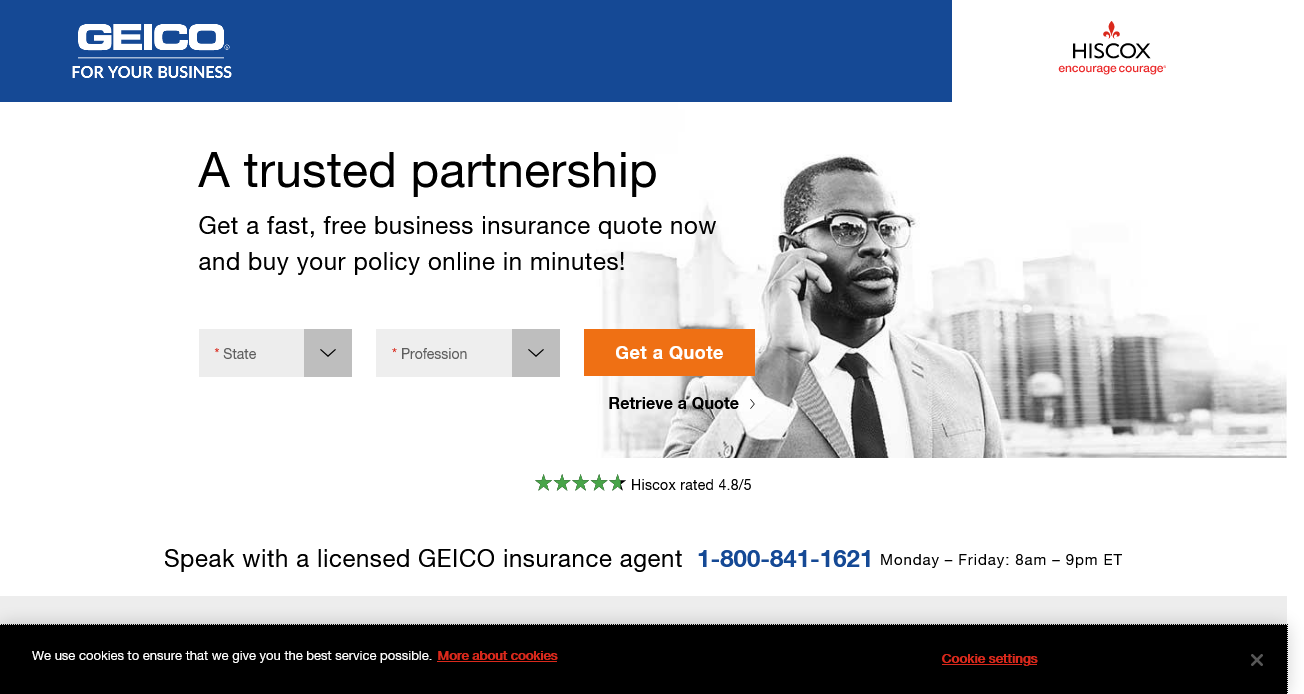 GEICO®
FOR YOUR BUSINESS
HISCOX
encourage courage®
A trusted partnership
Get a fast, free business insurance quote now
and buy your policy online in minutes!
* State
* Profession
Get a Quote
Retrieve a Quote
Hiscox rated 4.8/5
Speak with a licensed GEICO insurance agent 1-800-841-1621 Monday – Friday: 8am – 9pm ET
We use cookies to ensure that we give you the best service possible. More about cookies
Cookie settings